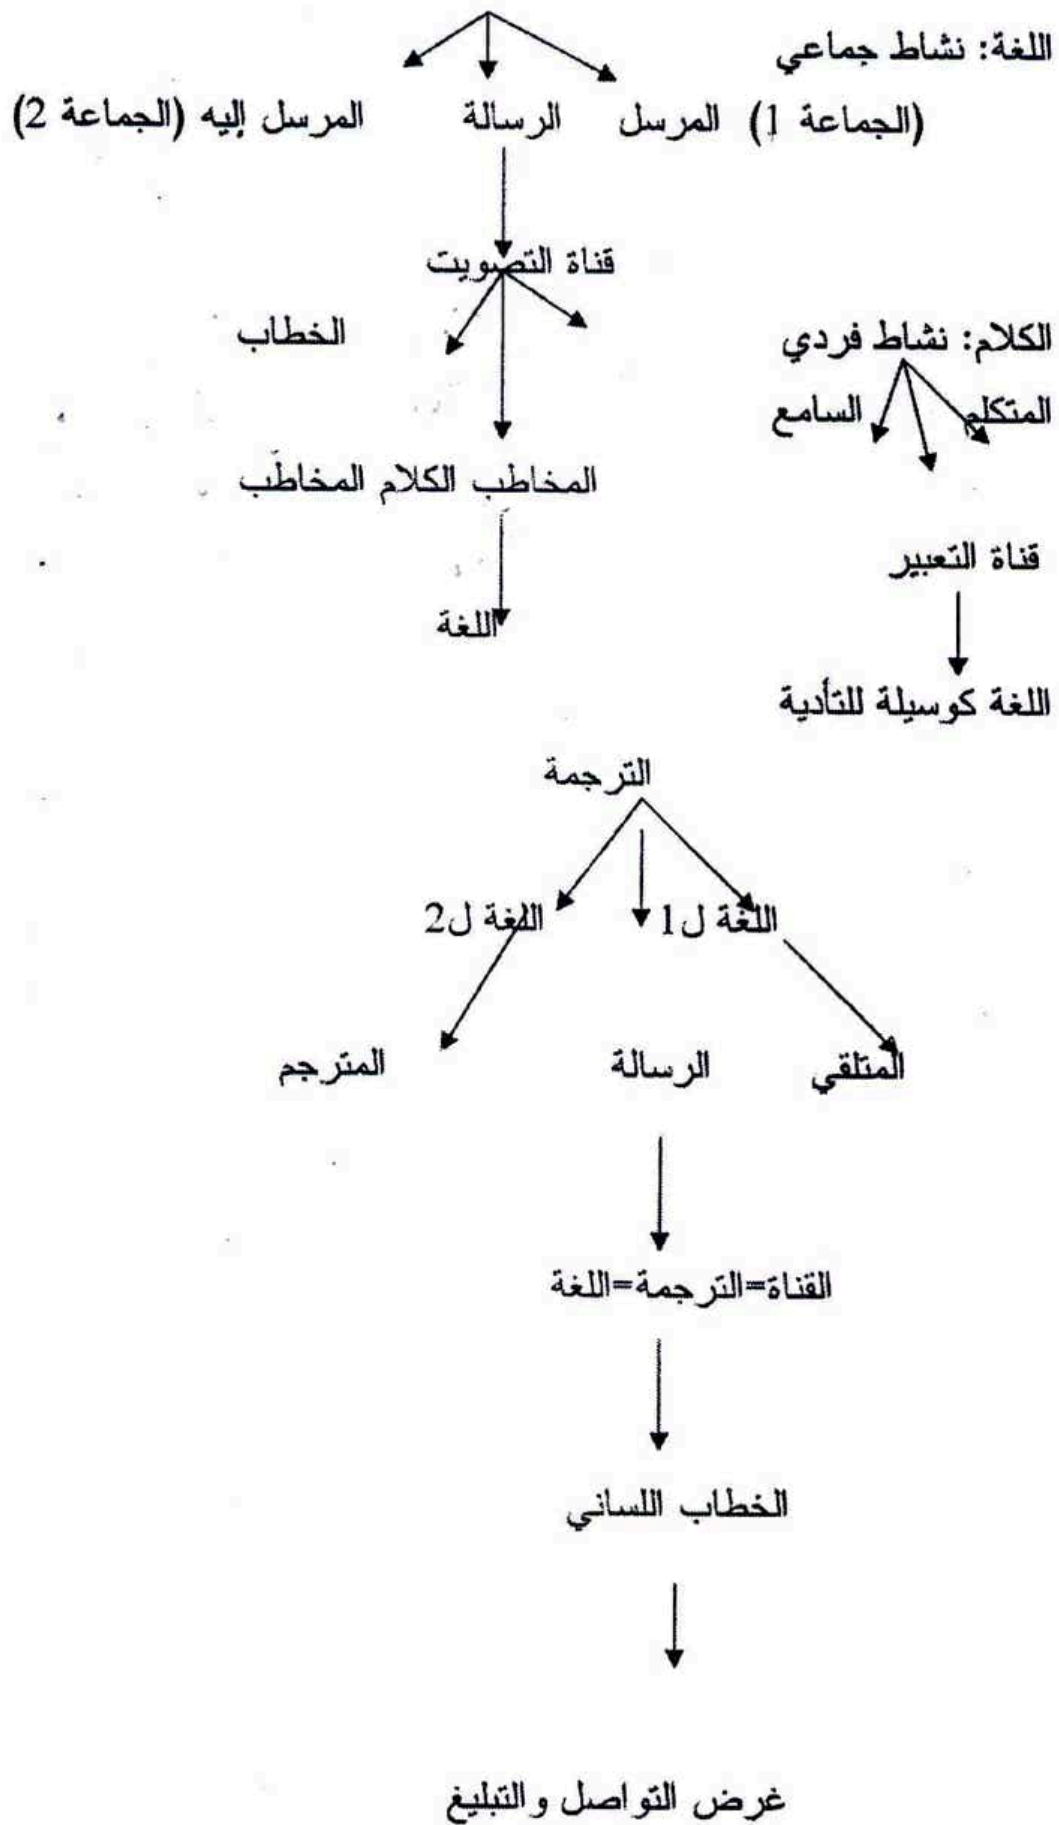 اللغة: نشاط جماعي
(الجماعة 1) المرسل الرسالة المرسل إليه (الجماعة 2)
قناة التصويت
الكلام: نشاط فردي الخطاب
المتكلم السامع
المخاطب الكلام المخاطَب
قناة التعبير
اللغة
اللغة كوسيلة للتأدية
الترجمة
اللغة ل1 اللغة ل2
المتلقي الرسالة المترجم
القناة=الترجمة=اللغة
الخطاب اللساني
غرض التواصل والتبليغ